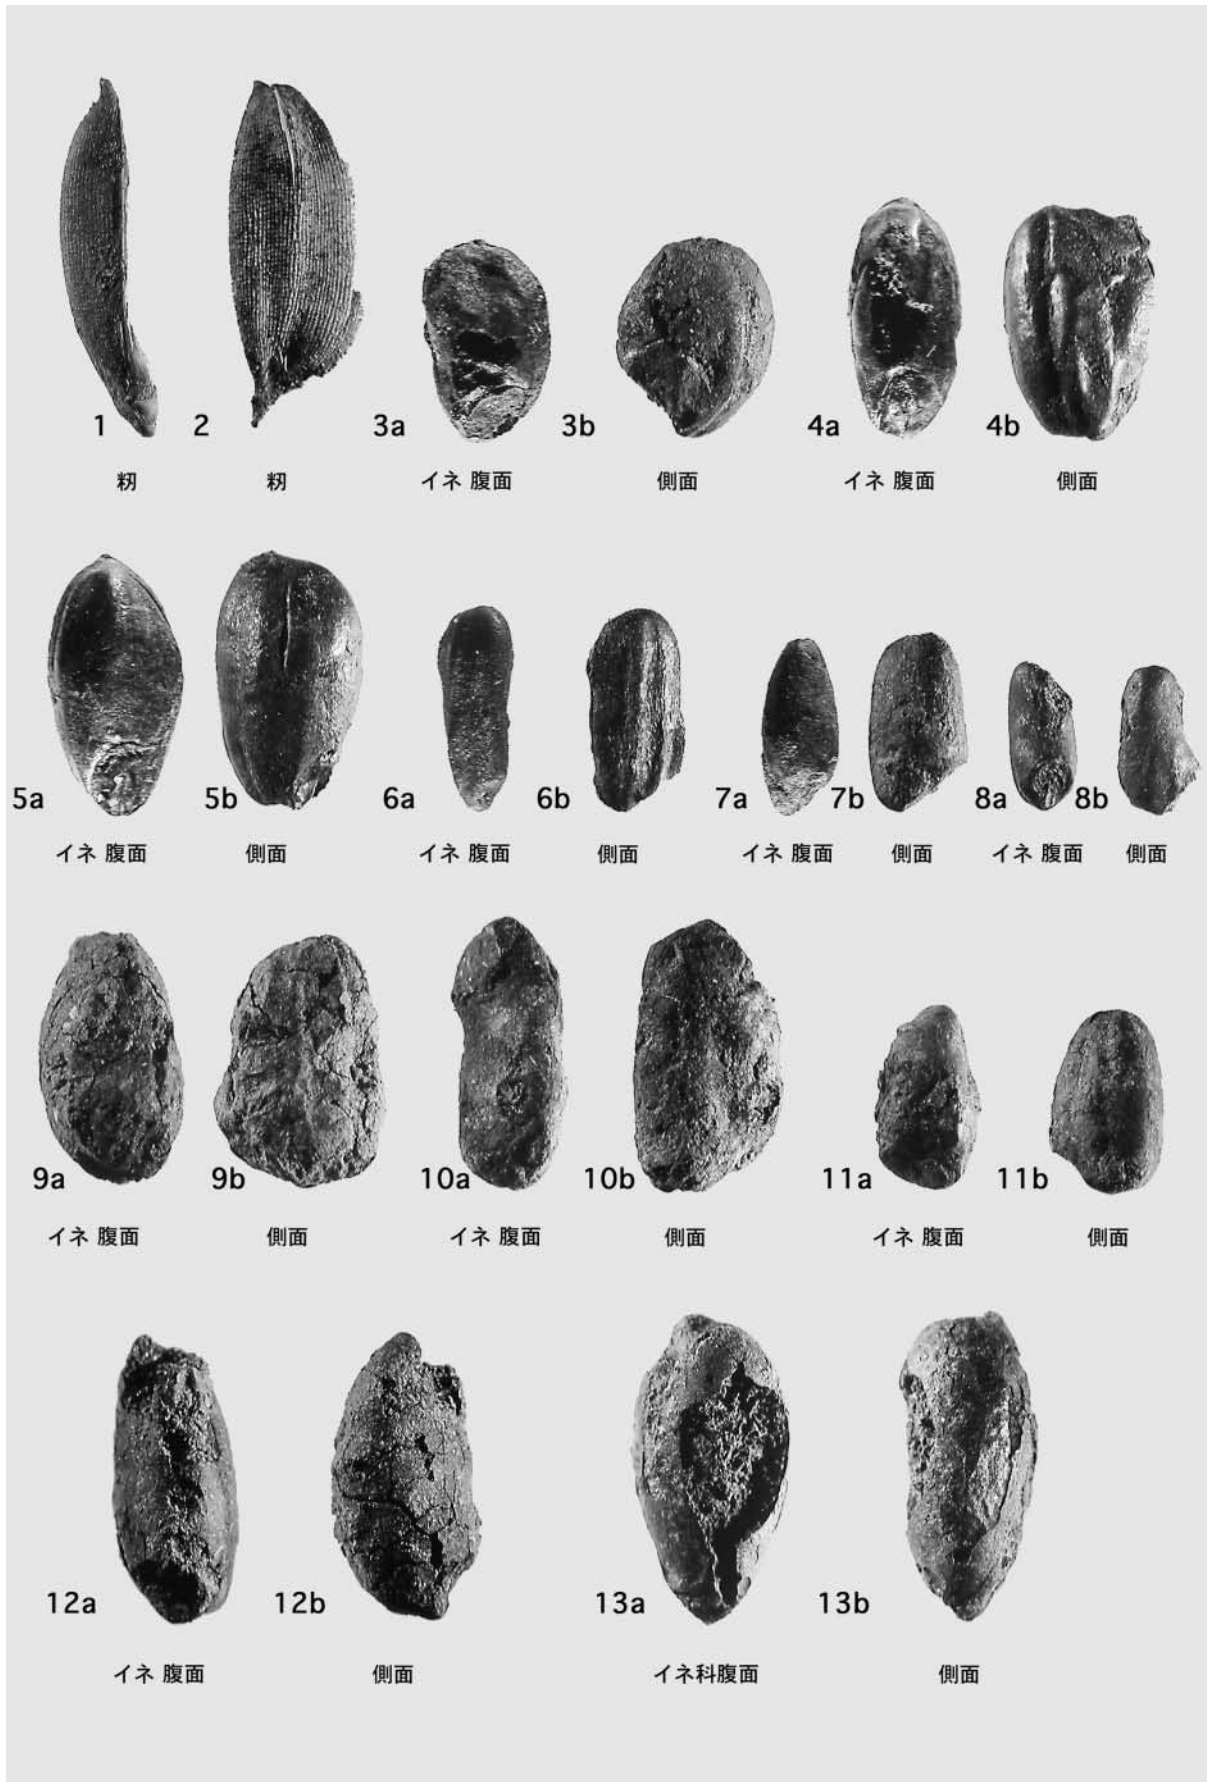 1 2 3a 3b 4a 4b
籾 籾 イネ 腹面 側面 イネ 腹面 側面
5a 5b 6a 6b 7a 7b 8a 8b
イネ 腹面 側面 イネ 腹面 側面 イネ 腹面 側面 イネ 腹面 側面
9a 9b 10a 10b 11a 11b
イネ 腹面 側面 イネ 腹面 側面 イネ 腹面 側面
12a 12b 13a 13b
イネ 腹面 側面 イネ科腹面 側面